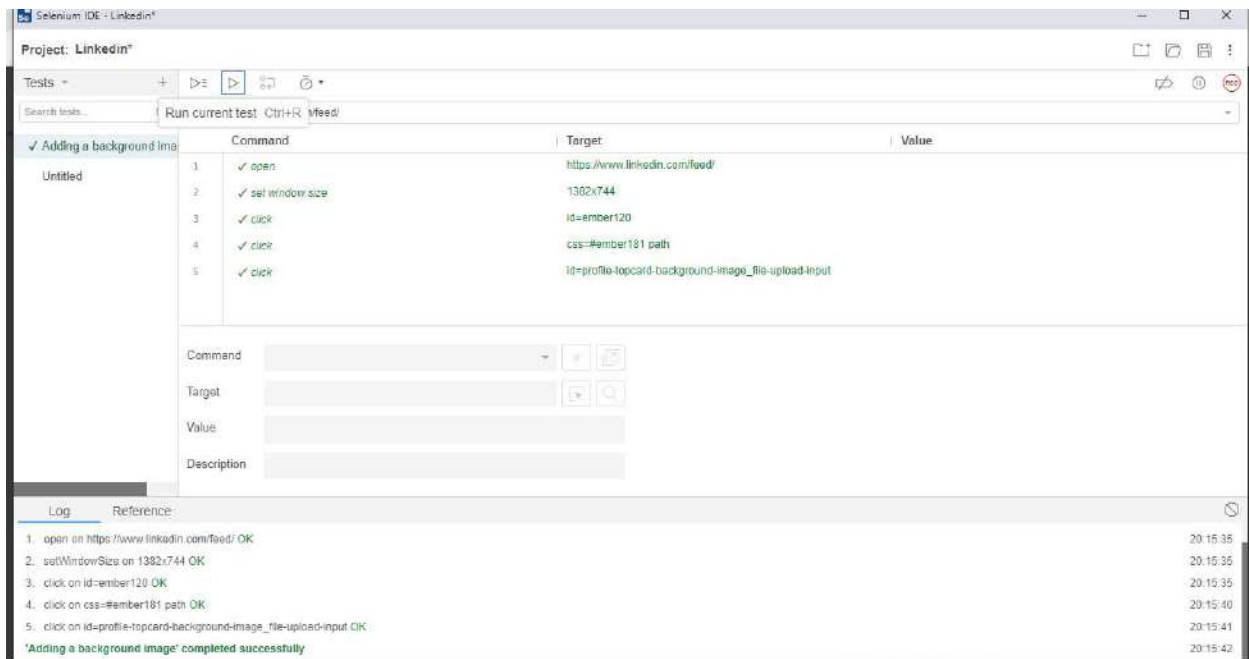 Selenium IDE - Linkedin*
Project: Linkedin*
Tests
Search tests...
Run current test Ctrl+R
/feed/
Command Target Value
✓ Adding a background ima
Untitled
1 ✓ open https://www.linkedin.com/feed/
2 ✓ set window size 1382x744
3 ✓ click id=ember120
4 ✓ click css=#ember181 path
5 ✓ click id=profile-topcard-background-image_file-upload-input
Command
Target
Value
Description
Log Reference
1. open on https://www.linkedin.com/feed/ OK 20:15:35
2. setWindowSize on 1382x744 OK 20:15:35
3. click on id=ember120 OK 20:15:35
4. click on css=#ember181 path OK 20:15:40
5. click on id=profile-topcard-background-image_file-upload-input OK 20:15:41
'Adding a background image' completed successfully 20:15:42